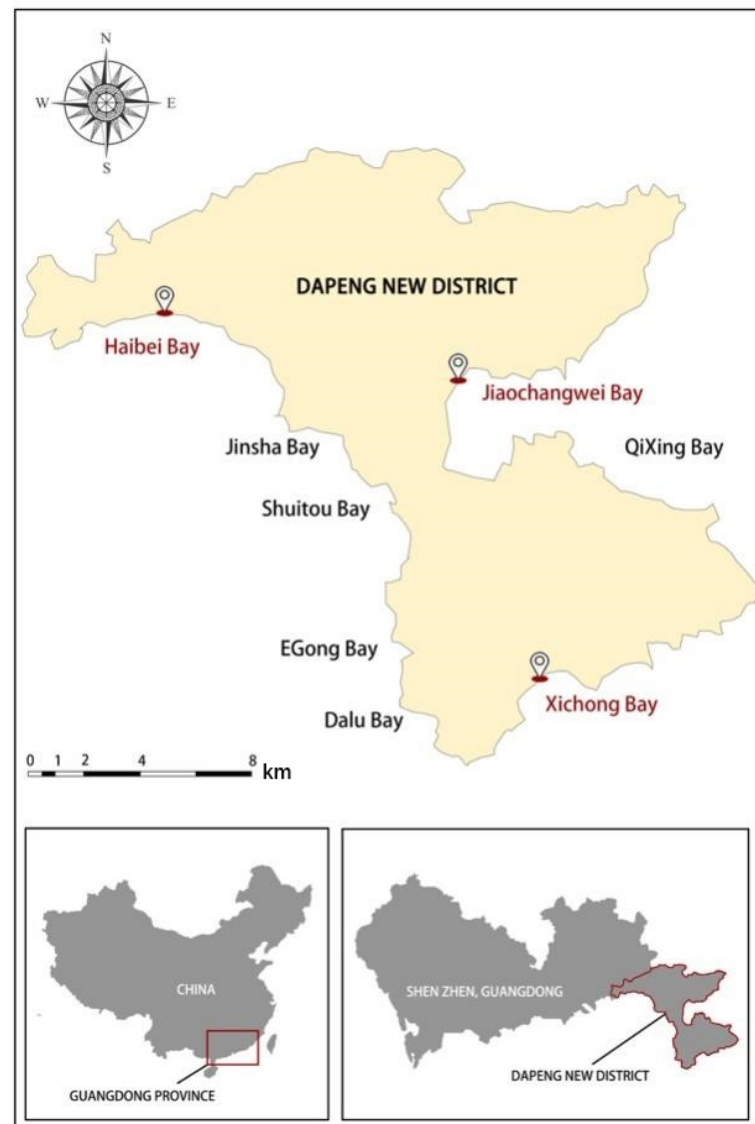 N
W
E
S
DAPENG NEW DISTRICT
Haibei Bay
Jiaochangwei Bay
Jinsha Bay
QiXing Bay
Shuitou Bay
EGong Bay
Xichong Bay
Dalu Bay
0 1 2 8
km
CHINA
GUANGDONG PROVINCE
SHEN ZHEN, GUANGDONG
DAPENG NEW DISTRICT